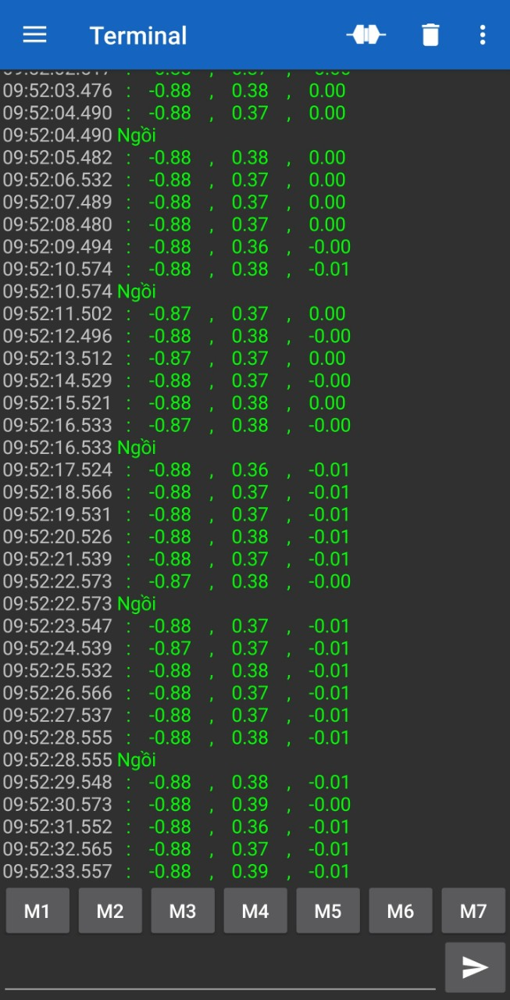 Terminal
09:52:03.476 : -0.88 , 0.38 , 0.00
09:52:04.490 : -0.88 , 0.37 , 0.00
09:52:04.490 Ngồi
09:52:05.482 : -0.88 , 0.38 , 0.00
09:52:06.532 : -0.88 , 0.37 , 0.00
09:52:07.489 : -0.88 , 0.37 , 0.00
09:52:08.480 : -0.88 , 0.37 , 0.00
09:52:09.494 : -0.88 , 0.36 , -0.00
09:52:10.574 : -0.88 , 0.38 , -0.01
09:52:10.574 Ngồi
09:52:11.502 : -0.87 , 0.37 , 0.00
09:52:12.496 : -0.88 , 0.38 , -0.00
09:52:13.512 : -0.87 , 0.37 , 0.00
09:52:14.529 : -0.88 , 0.37 , -0.00
09:52:15.521 : -0.88 , 0.38 , 0.00
09:52:16.533 : -0.87 , 0.38 , -0.00
09:52:16.533 Ngồi
09:52:17.524 : -0.88 , 0.36 , -0.01
09:52:18.566 : -0.88 , 0.37 , -0.01
09:52:19.531 : -0.88 , 0.37 , -0.01
09:52:20.526 : -0.88 , 0.38 , -0.01
09:52:21.539 : -0.88 , 0.37 , -0.01
09:52:22.573 : -0.87 , 0.38 , -0.00
09:52:22.573 Ngồi
09:52:23.547 : -0.88 , 0.37 , -0.01
09:52:24.539 : -0.87 , 0.37 , -0.01
09:52:25.532 : -0.88 , 0.38 , -0.01
09:52:26.566 : -0.88 , 0.37 , -0.01
09:52:27.537 : -0.88 , 0.37 , -0.01
09:52:28.555 : -0.88 , 0.38 , -0.01
09:52:28.555 Ngồi
09:52:29.548 : -0.88 , 0.38 , -0.01
09:52:30.573 : -0.88 , 0.39 , -0.00
09:52:31.552 : -0.88 , 0.36 , -0.01
09:52:32.565 : -0.88 , 0.37 , -0.01
09:52:33.557 : -0.88 , 0.39 , -0.01
M1 M2 M3 M4 M5 M6 M7